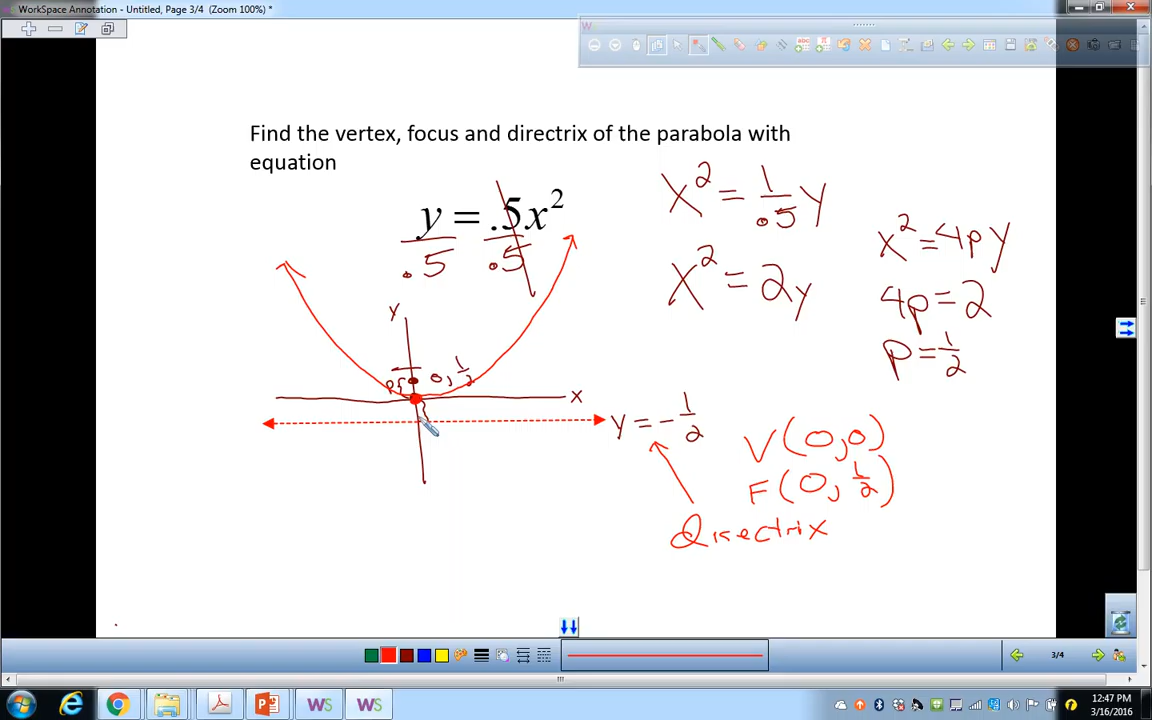 WorkSpace Annotation - Untitled, Page 3/4 (Zoom 100%) *
Find the vertex, focus and directrix of the parabola with
equation
y = .5x²
.5 .5
x² = 1/.5 y
x² = 2y
x² = 4py
4p = 2
p = 1/2
y
0, 1/2
x
y = - 1/2
V (0,0)
F (0, 1/2)
Directrix
3/4
12:47 PM
3/16/2016